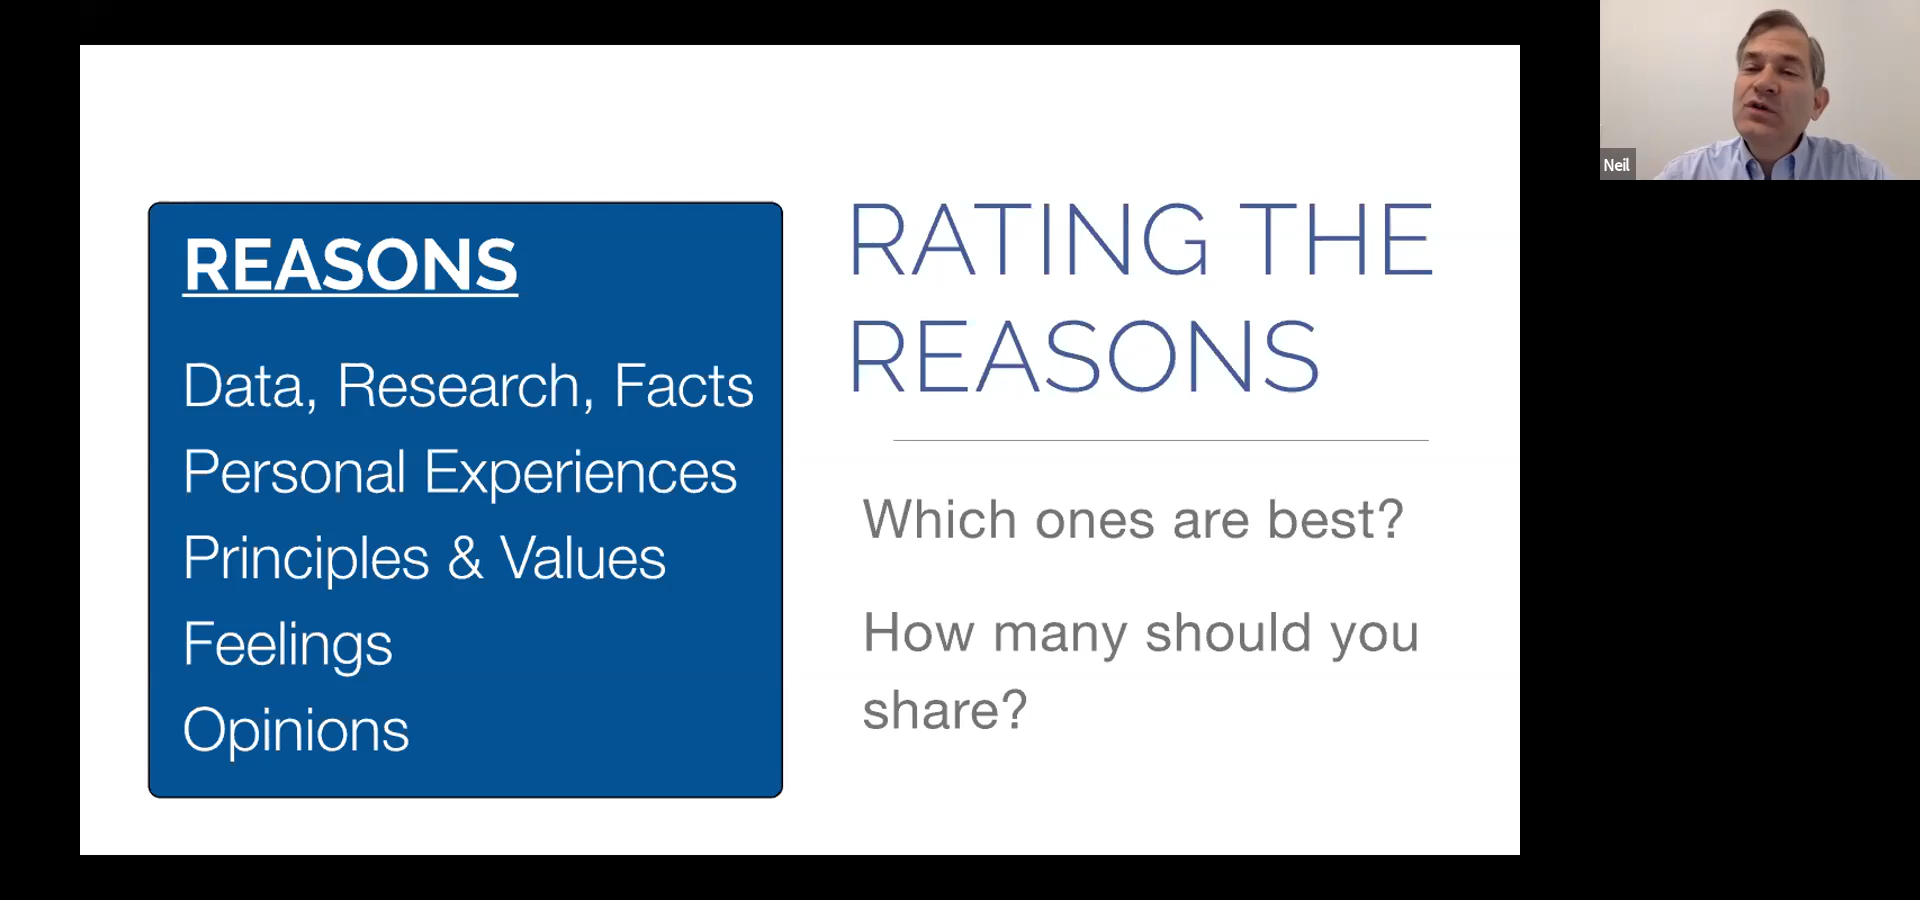 REASONS
Data, Research, Facts
Personal Experiences
Principles & Values
Feelings
Opinions
RATING THE
REASONS
Which ones are best?
How many should you
share?
Neil